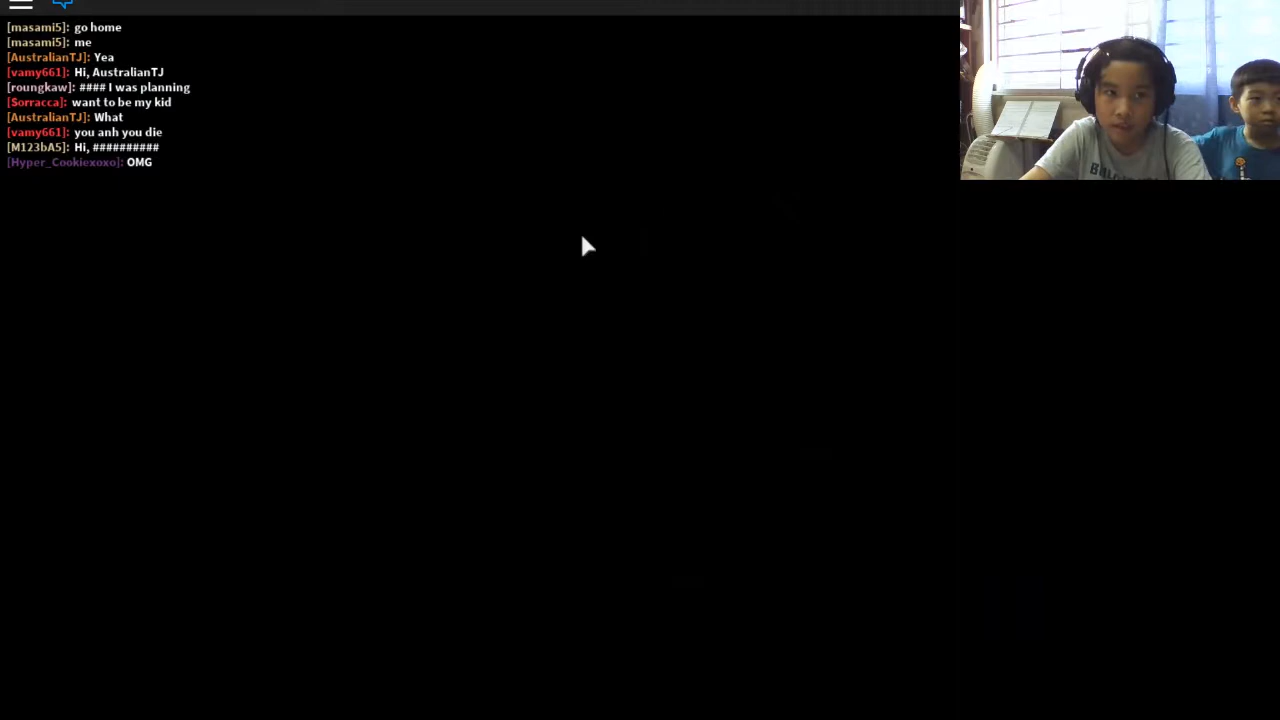 [masami5]: go home
[masami5]: me
[AustralianTJ]: Yea
[vamy661]: Hi, AustralianTJ
[roungkaw]: #### I was planning
[Sorracca]: want to be my kid
[AustralianTJ]: What
[vamy661]: you anh you die
[M123bA5]: Hi, ##########
[Hyper_Cookiexoxo]: OMG